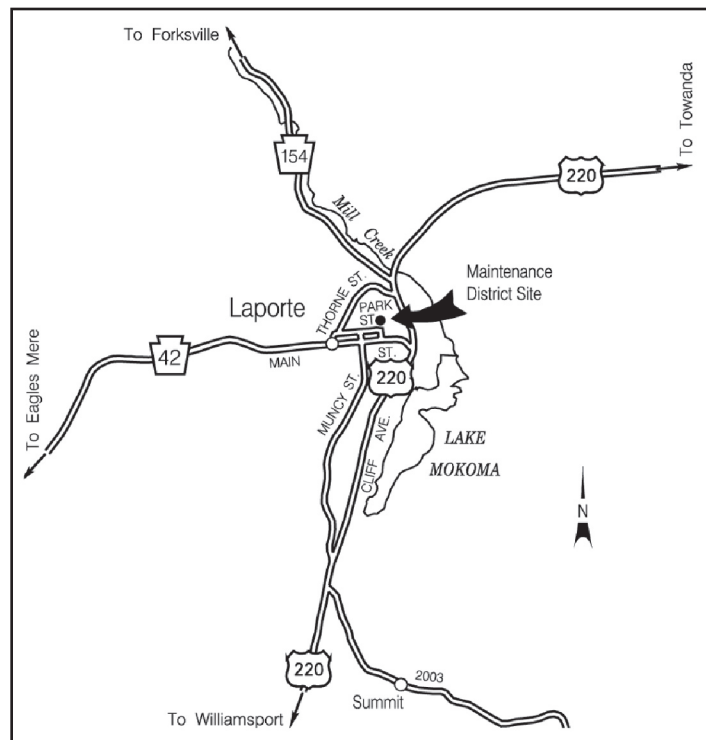 To Forksville
154
220
To Towanda
Mill
Creek
Maintenance
District Site
THORNE ST.
PARK
ST.
Laporte
MAIN
ST.
42
220
To Eagles Mere
MUNCY ST.
CLIFF AVE.
LAKE
MOKOMA
N
220
2003
Summit
To Williamsport